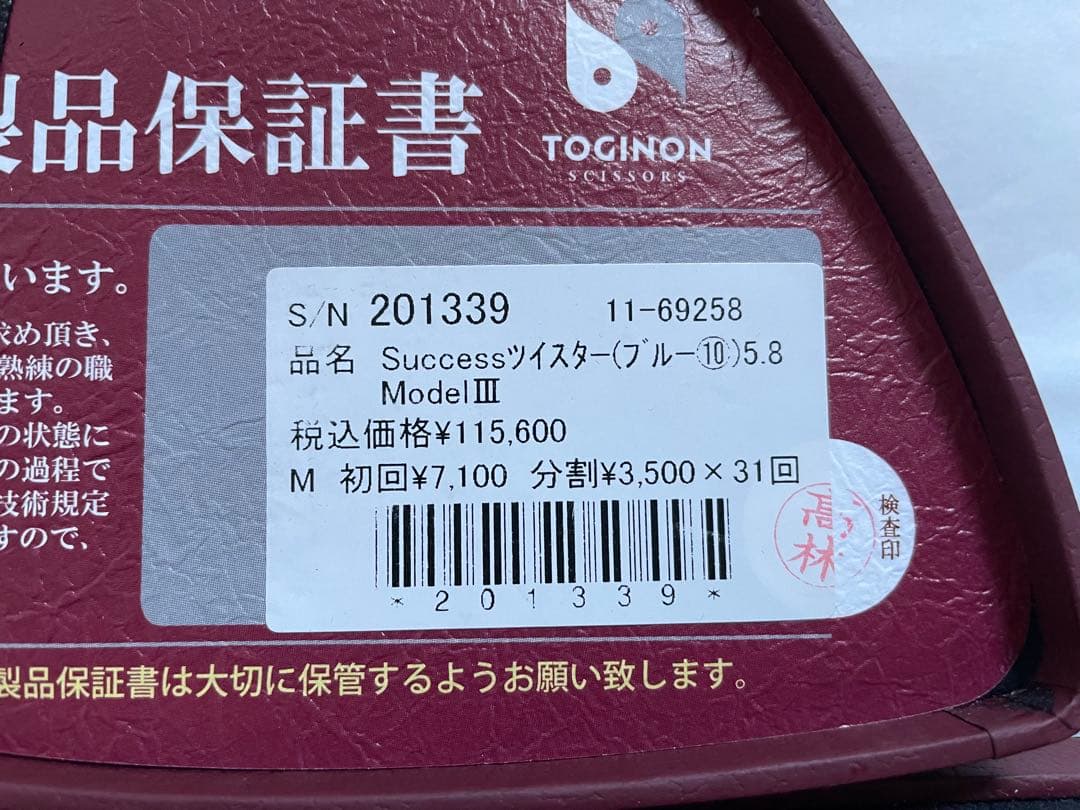 製品保証書
TOGINON
SCISSORS
います。
求め頂き、
熟練の職
ます。
の状態に
の過程で
技術規定
すので、
S/N 201339 11-69258
品名 Successツイスター(ブルー⑩)5.8
ModelⅢ
税込価格¥115,600
M 初回¥7,100 分割¥3,500×31回
*201339*
高林
検査印
製品保証書は大切に保管するようお願い致します。